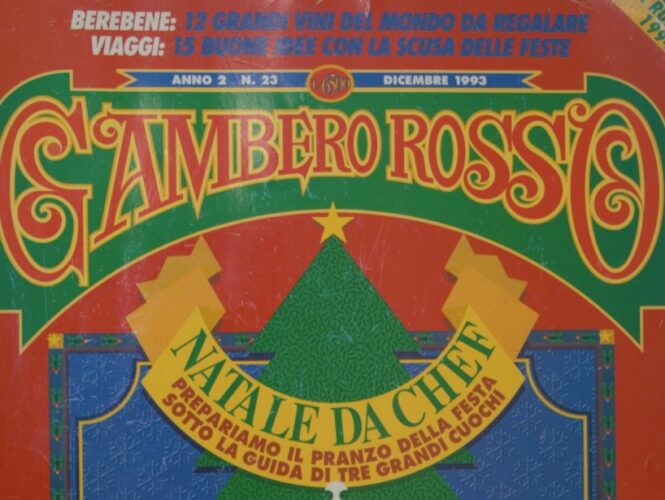 BEREBENE: 12 GRANDI VINI DEL MONDO DA REGALARE
VIAGGI: 15 BUONE IDEE CON LA SCUSA DELLE FESTE
ANNO 2 N. 23 L. 6500 DICEMBRE 1993
GAMBERO ROSSO
NATALE DA CHEF
PREPARIAMO IL PRANZO DELLA FESTA
SOTTO LA GUIDA DI TRE GRANDI CUOCHI